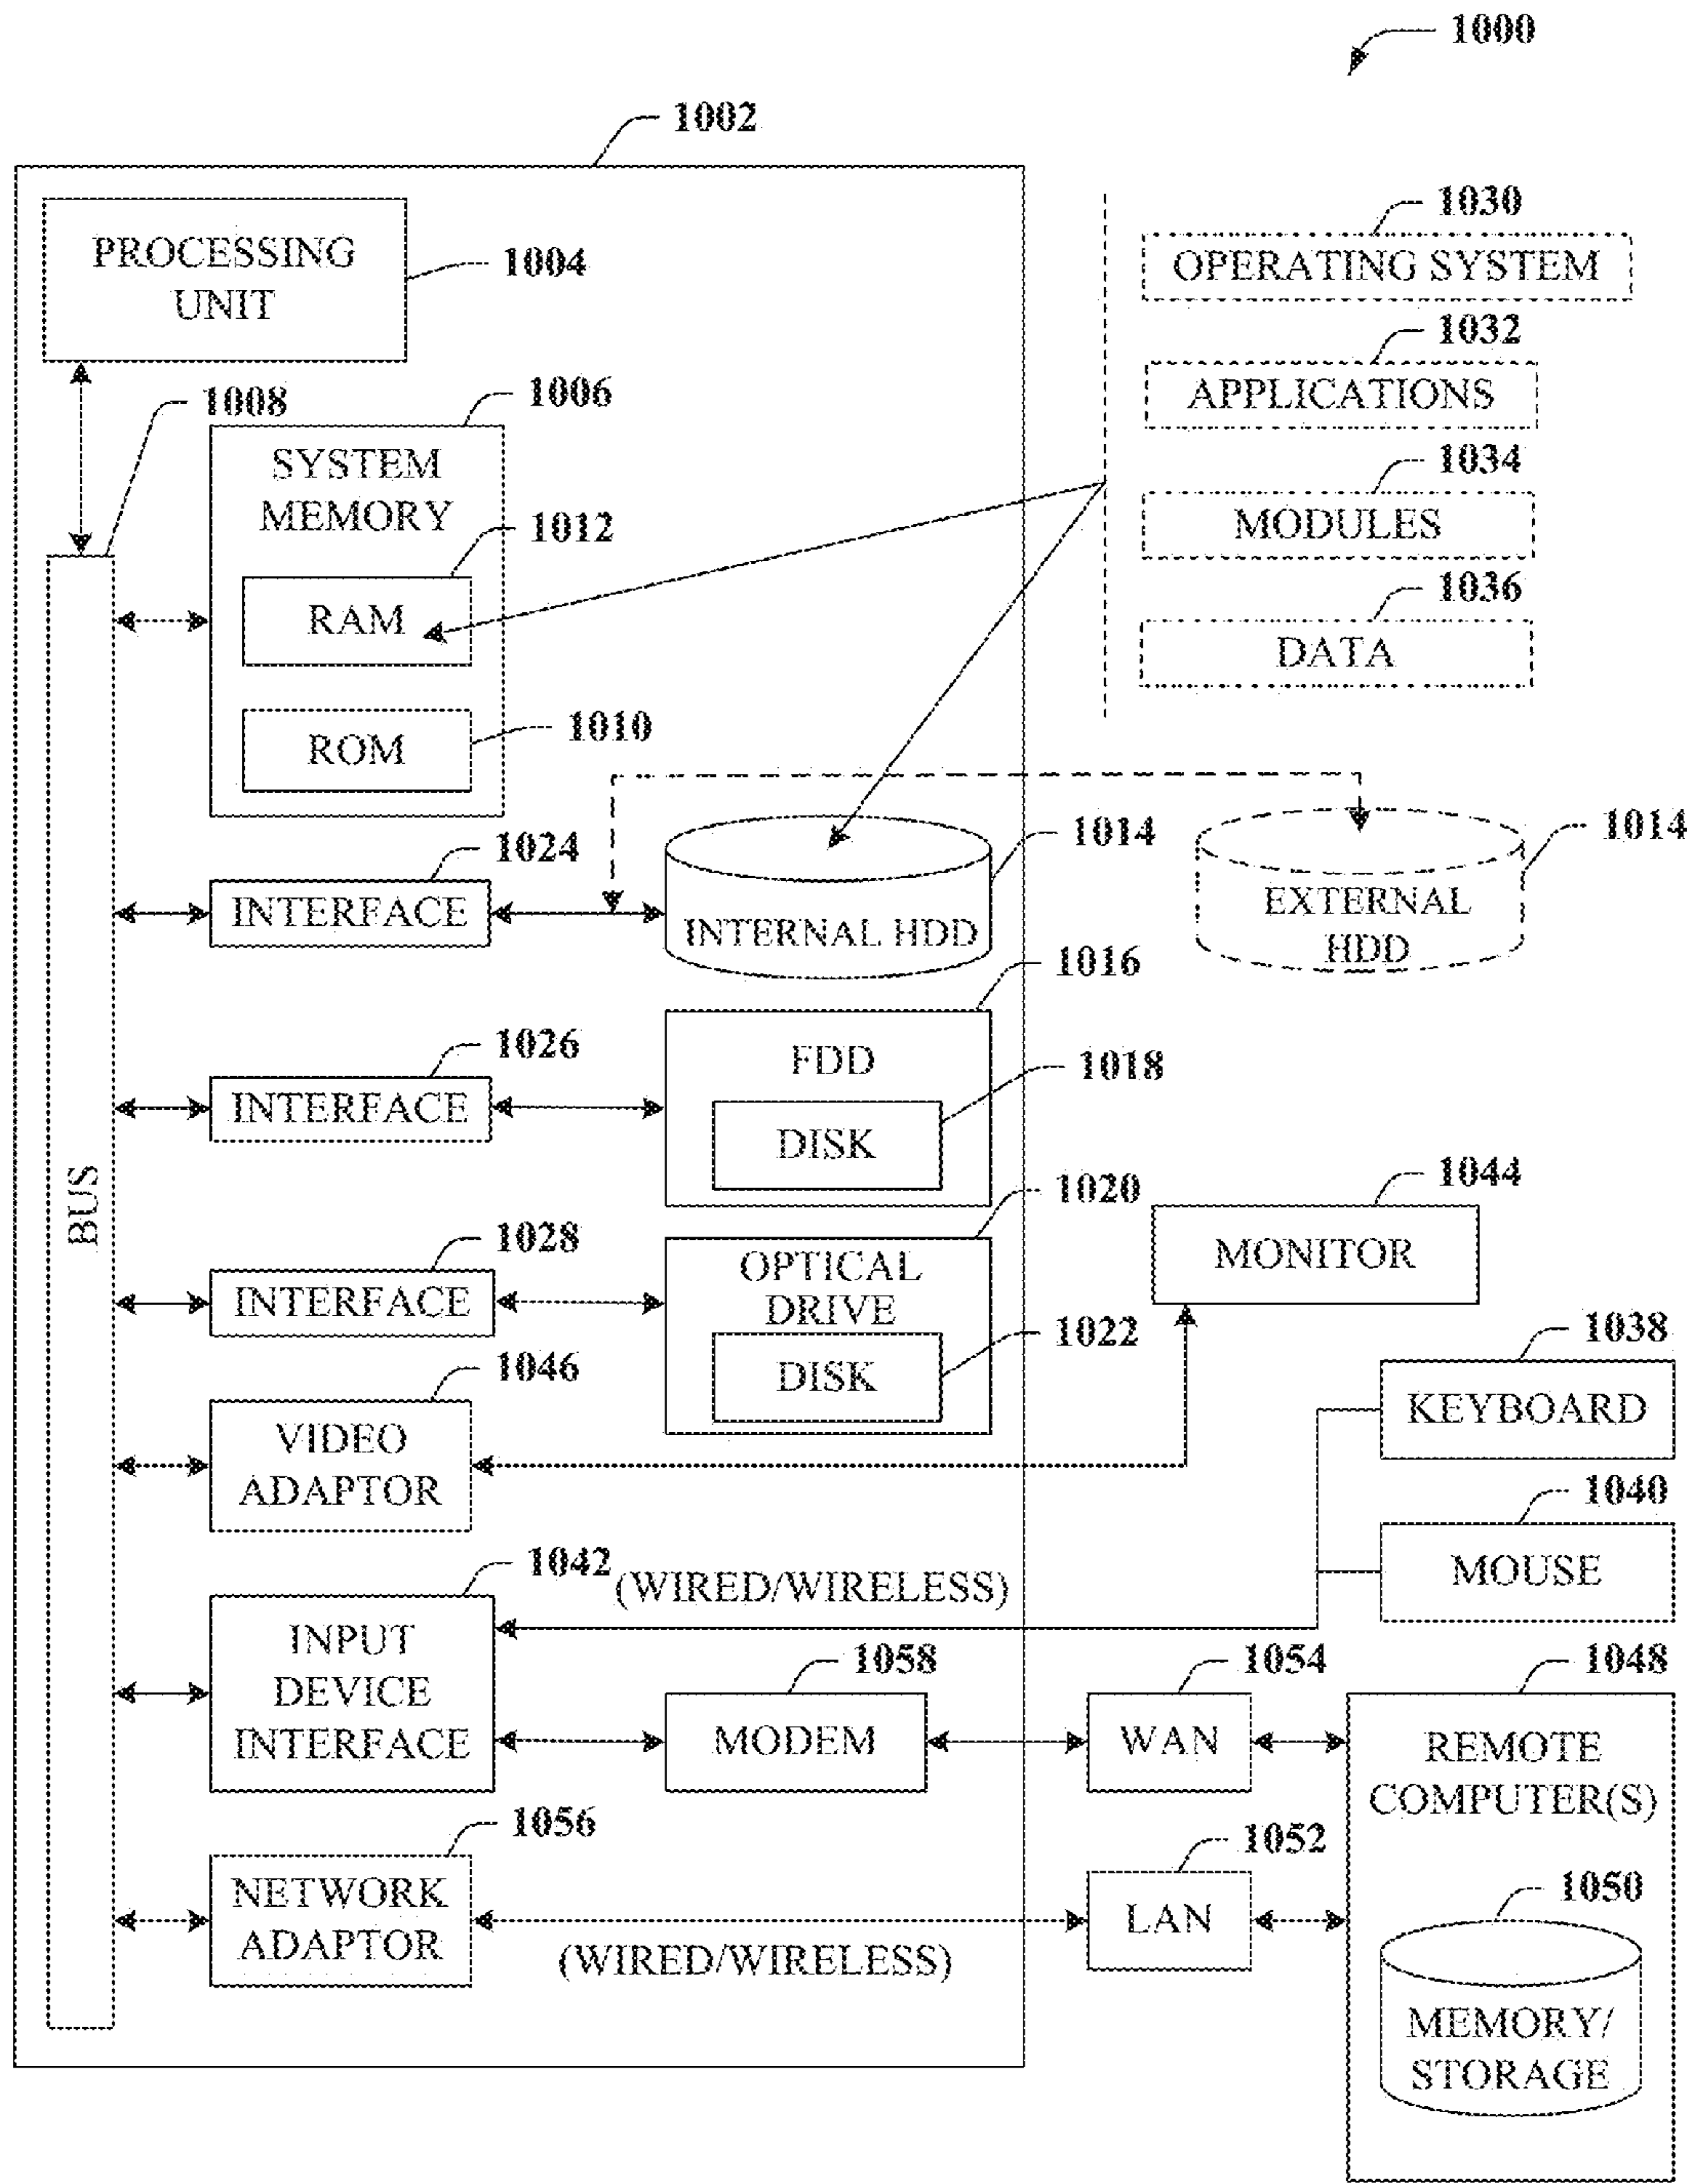 1000
1002
PROCESSING
UNIT
1004
1030
OPERATING SYSTEM
1032
APPLICATIONS
1034
MODULES
1036
DATA
1008
1006
SYSTEM
MEMORY
1012
RAM
1010
ROM
BUS
1024
INTERFACE
1014
INTERNAL HDD
1014
EXTERNAL
HDD
1026
INTERFACE
1016
FDD
1018
DISK
1028
INTERFACE
1020
OPTICAL
DRIVE
1022
DISK
1044
MONITOR
1046
VIDEO
ADAPTOR
1038
KEYBOARD
1040
MOUSE
1042
(WIRED/WIRELESS)
INPUT
DEVICE
INTERFACE
1058
MODEM
1054
WAN
1048
REMOTE
COMPUTER(S)
1056
NETWORK
ADAPTOR
(WIRED/WIRELESS)
1052
LAN
1050
MEMORY/
STORAGE